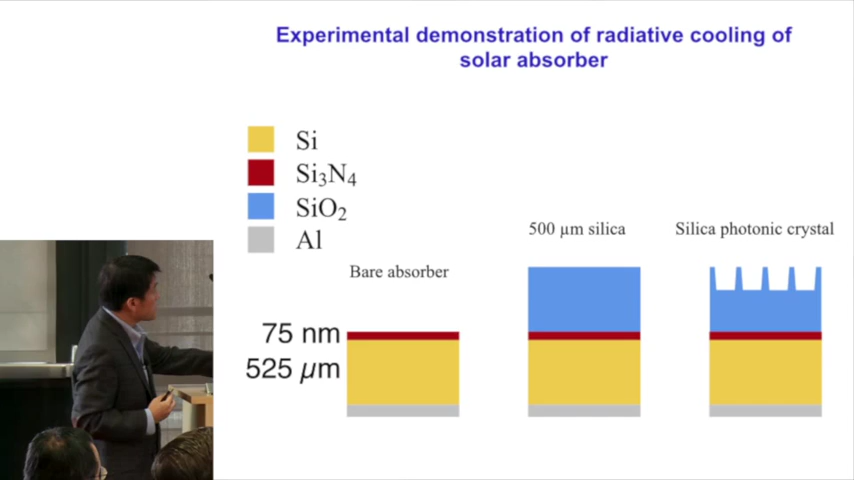 Experimental demonstration of radiative cooling of
solar absorber
Si
Si₃N₄
SiO₂
Al
500 µm silica
Silica photonic crystal
Bare absorber
75 nm
525 µm